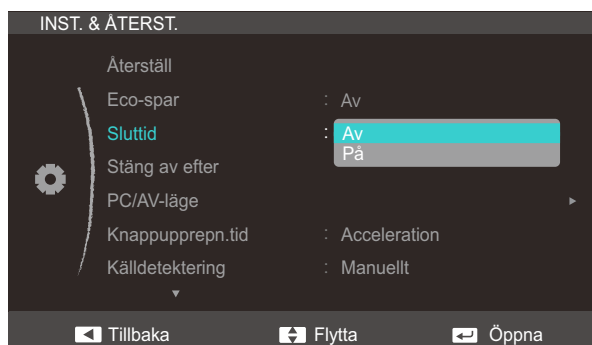 INST. & ÅTERST.
Återställ
Eco-spar : Av
Sluttid : Av
På
Stäng av efter
PC/AV-läge
Knappupprepn.tid : Acceleration
Källdetektering : Manuellt
Tillbaka Flytta Öppna